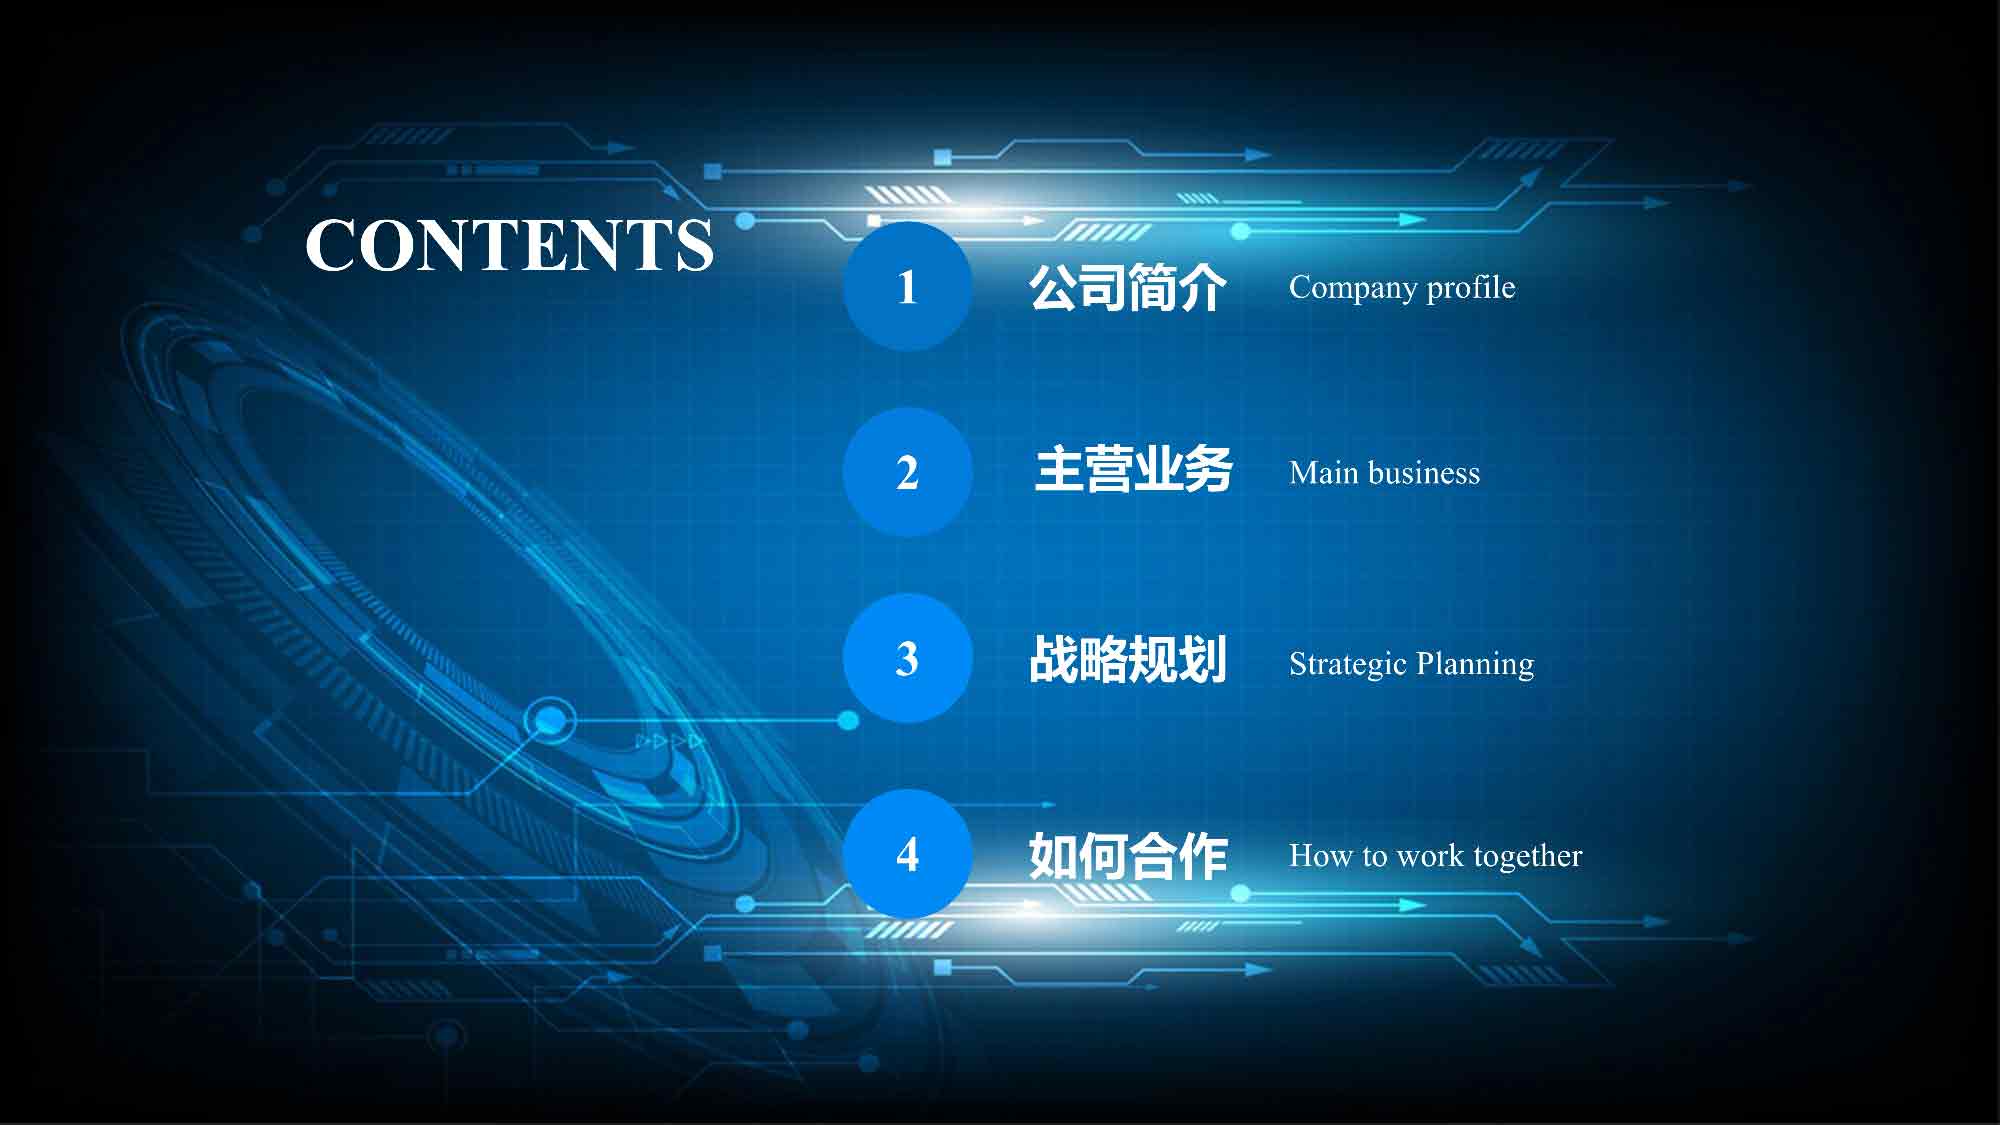 CONTENTS
1 公司简介 Company profile
2 主营业务 Main business
3 战略规划 Strategic Planning
4 如何合作 How to work together